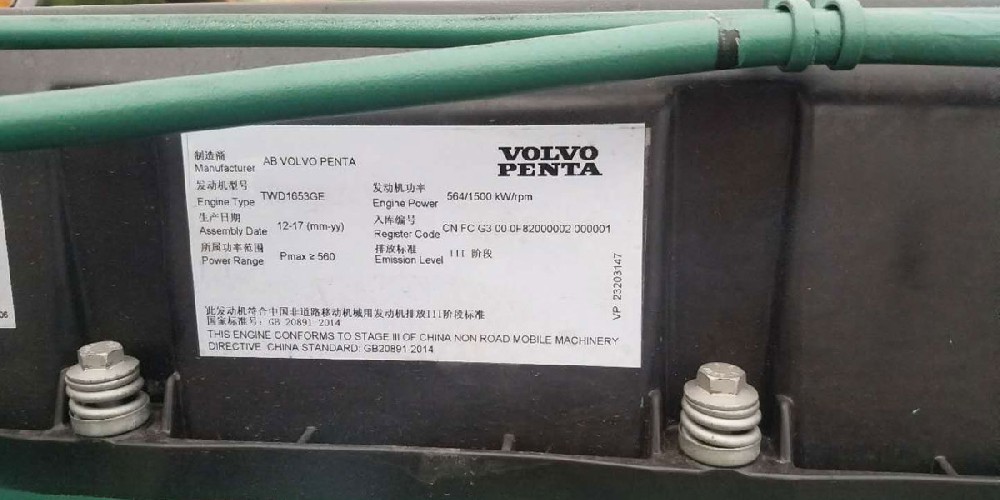 制造商
Manufacturer AB VOLVO PENTA
VOLVO
PENTA
发动机型号
Engine Type TWD1653GE
发动机功率
Engine Power 564/1500 kW/rpm
生产日期
Assembly Date 12-17 (mm-yy)
入库编号
Register Code CN FC G3 00 0F82000002 000001
所属功率范围
Power Range Pmax ≥ 560
排放标准
Emission Level III 阶段
VP 23203147
此发动机符合中国非道路移动机械用发动机排放III阶段标准
国家标准号: GB 20891-2014
THIS ENGINE CONFORMS TO STAGE III OF CHINA NON ROAD MOBILE MACHINERY
DIRECTIVE, CHINA STANDARD: GB20891-2014
06